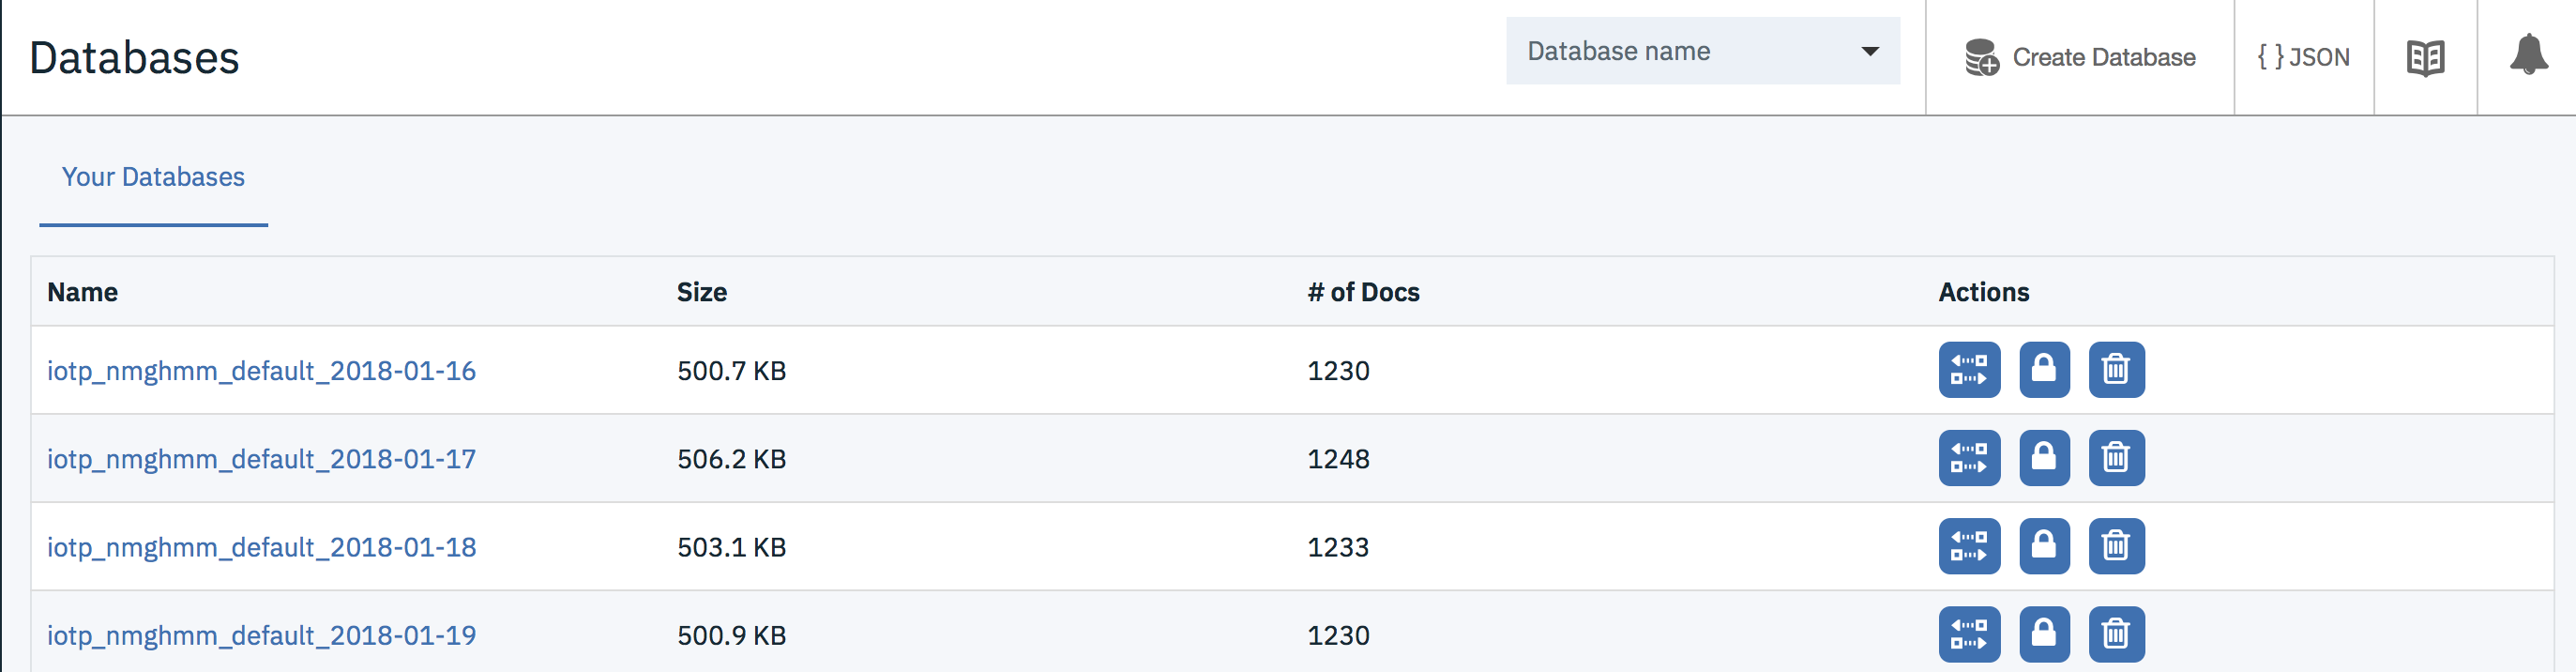 Databases
Database name
Create Database
{ } JSON
Your Databases
Name Size # of Docs Actions
iotp_nmghmm_default_2018-01-16 500.7 KB 1230
iotp_nmghmm_default_2018-01-17 506.2 KB 1248
iotp_nmghmm_default_2018-01-18 503.1 KB 1233
iotp_nmghmm_default_2018-01-19 500.9 KB 1230